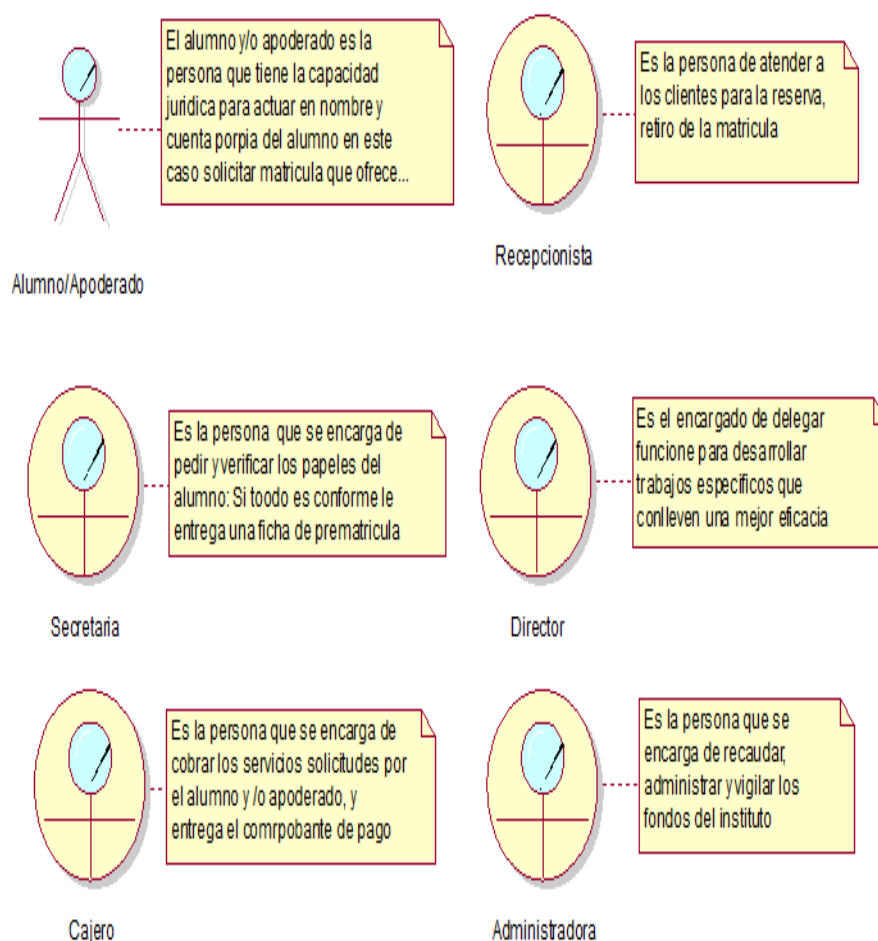 El alumno y/o apoderado es la
persona que tiene la capacidad
juridica para actuar en nombre y
cuenta porpia del alumno en este
caso solicitar matricula que ofrece...
Alumno/Apoderado
Es la persona de atender a
los clientes para la reserva,
retiro de la matricula
Recepcionista
Es la persona que se encarga de
pedir y verificar los papeles del
alumno: Si toodo es conforme le
entrega una ficha de prematricula
Secretaria
Es el encargado de delegar
funcione para desarrollar
trabajos especificos que
conlleven una mejor eficacia
Director
Es la persona que se encarga de
cobrar los servicios solicitudes por
el alumno y /o apoderado, y
entrega el comrpobante de pago
Cajero
Es la persona que se
encarga de recaudar,
administrar y vigilar los
fondos del instituto
Administradora